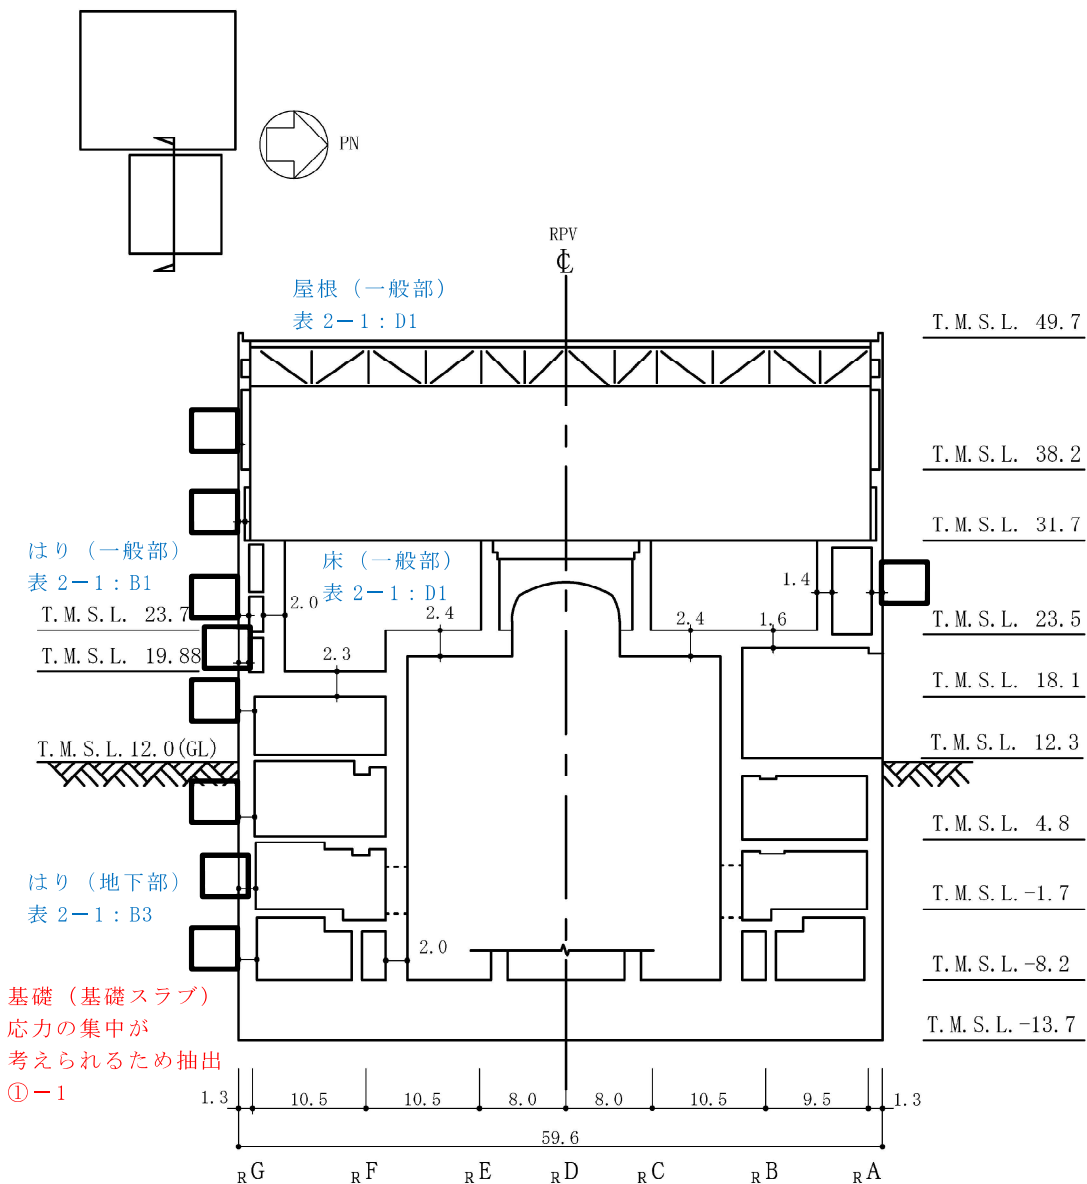 PN
RPV
℄
屋根（一般部）
表 2－1：D1
T.M.S.L. 49.7
T.M.S.L. 38.2
T.M.S.L. 31.7
はり（一般部）
表 2－1：B1
床（一般部）
表 2－1：D1
1.4
T.M.S.L. 23.7
2.0
2.4
2.4
1.6
T.M.S.L. 23.5
T.M.S.L. 19.88
2.3
T.M.S.L. 18.1
T.M.S.L.12.0(GL)
T.M.S.L. 12.3
T.M.S.L. 4.8
はり（地下部）
表 2－1：B3
T.M.S.L.-1.7
2.0
T.M.S.L.-8.2
基礎（基礎スラブ）
応力の集中が
考えられるため抽出
①－1
T.M.S.L.-13.7
1.3 10.5 10.5 8.0 8.0 10.5 9.5 1.3
59.6
RG RF RE RD RC RB RA